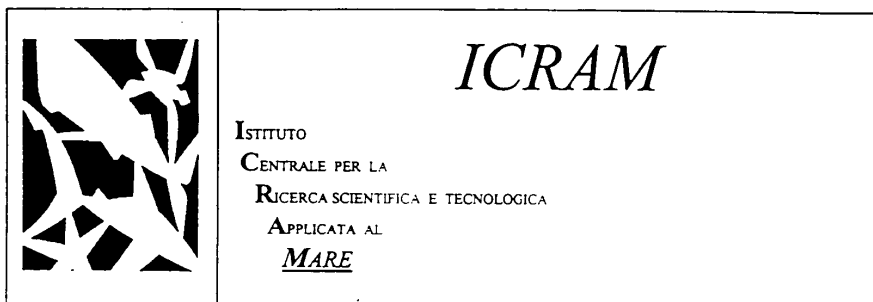 ICRAM
ISTITUTO
CENTRALE PER LA
RICERCA SCIENTIFICA E TECNOLOGICA
APPLICATA AL
MARE